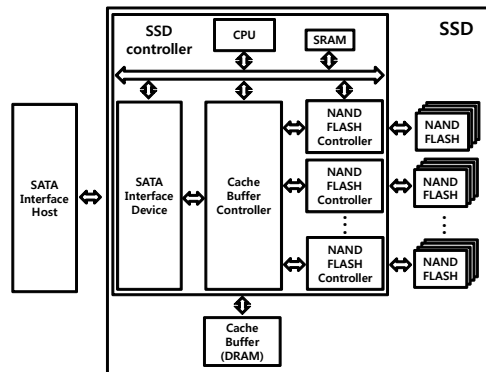 SSD
controller
CPU
SRAM
SSD
SATA
Interface
Host
SATA
Interface
Device
Cache
Buffer
Controller
NAND
FLASH
Controller
NAND
FLASH
NAND
FLASH
Controller
NAND
FLASH
NAND
FLASH
Controller
NAND
FLASH
Cache
Buffer
(DRAM)